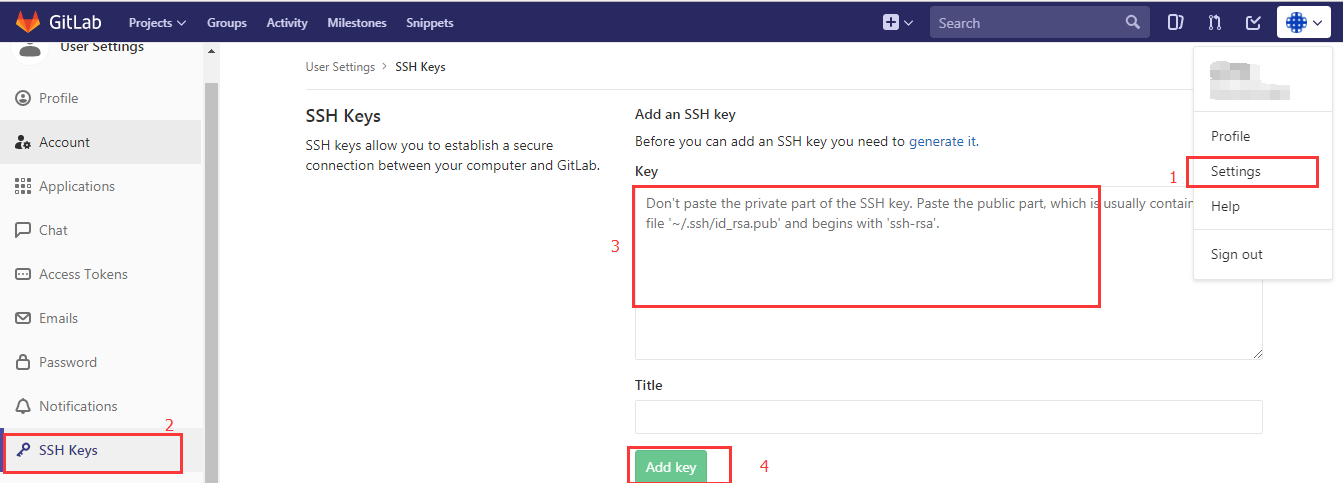 GitLab
Projects
Groups
Activity
Milestones
Snippets
Search
User Settings
Profile
Account
Applications
Chat
Access Tokens
Emails
Password
Notifications
2
SSH Keys
User Settings > SSH Keys
SSH Keys
SSH keys allow you to establish a secure
connection between your computer and GitLab.
Add an SSH key
Before you can add an SSH key you need to generate it.
Key
3
Don't paste the private part of the SSH key. Paste the public part, which is usually contain
file '~/.ssh/id_rsa.pub' and begins with 'ssh-rsa'.
Title
Add key
4
Profile
1
Settings
Help
Sign out